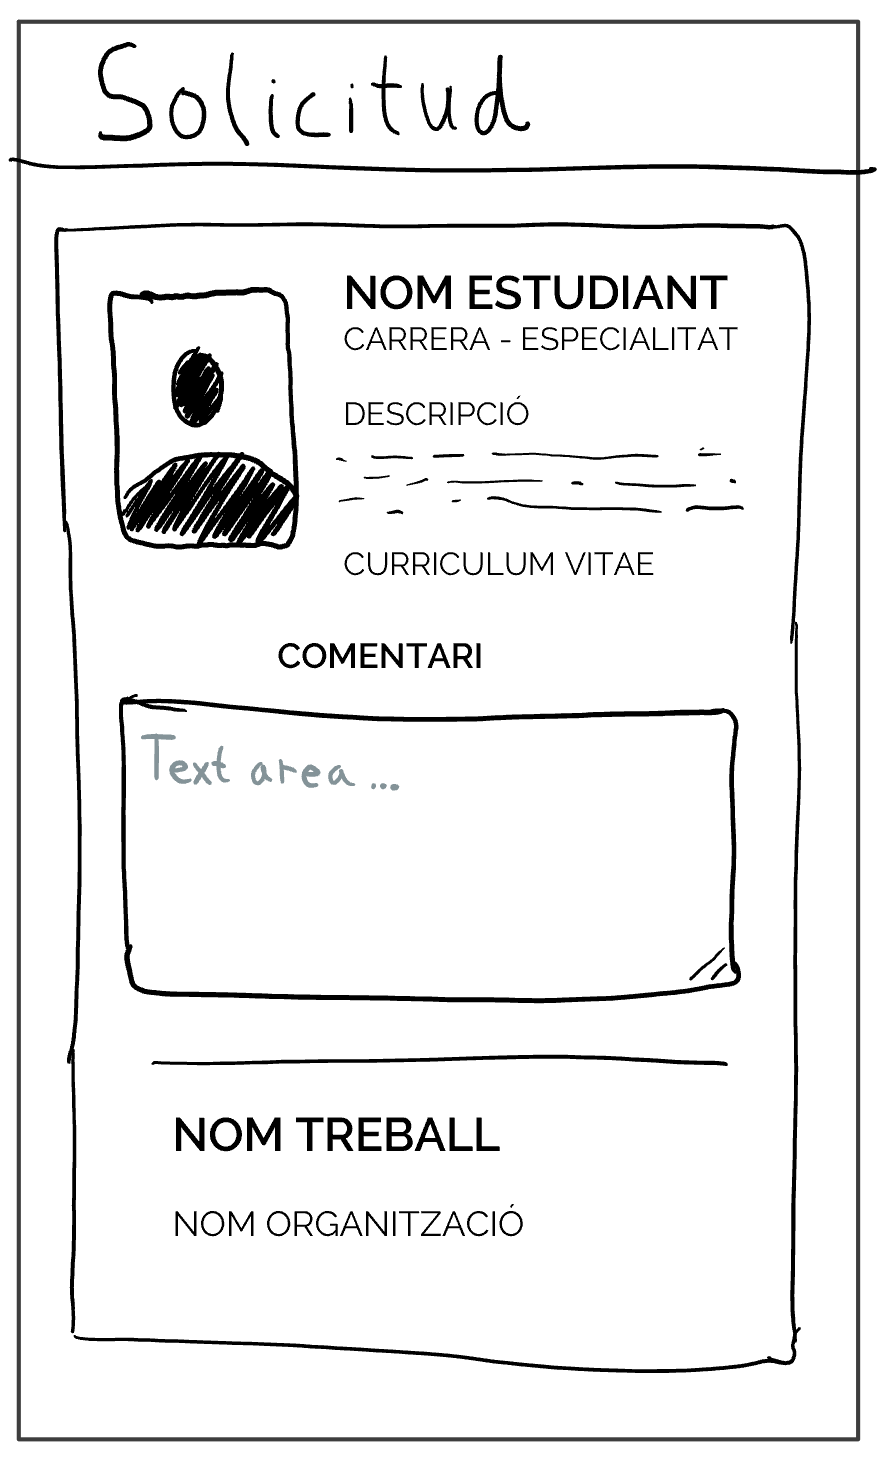 Solicitud
NOM ESTUDIANT
CARRERA - ESPECIALITAT
DESCRIPCIÓ
CURRICULUM VITAE
COMENTARI
Text area ...
NOM TREBALL
NOM ORGANITZACIÓ